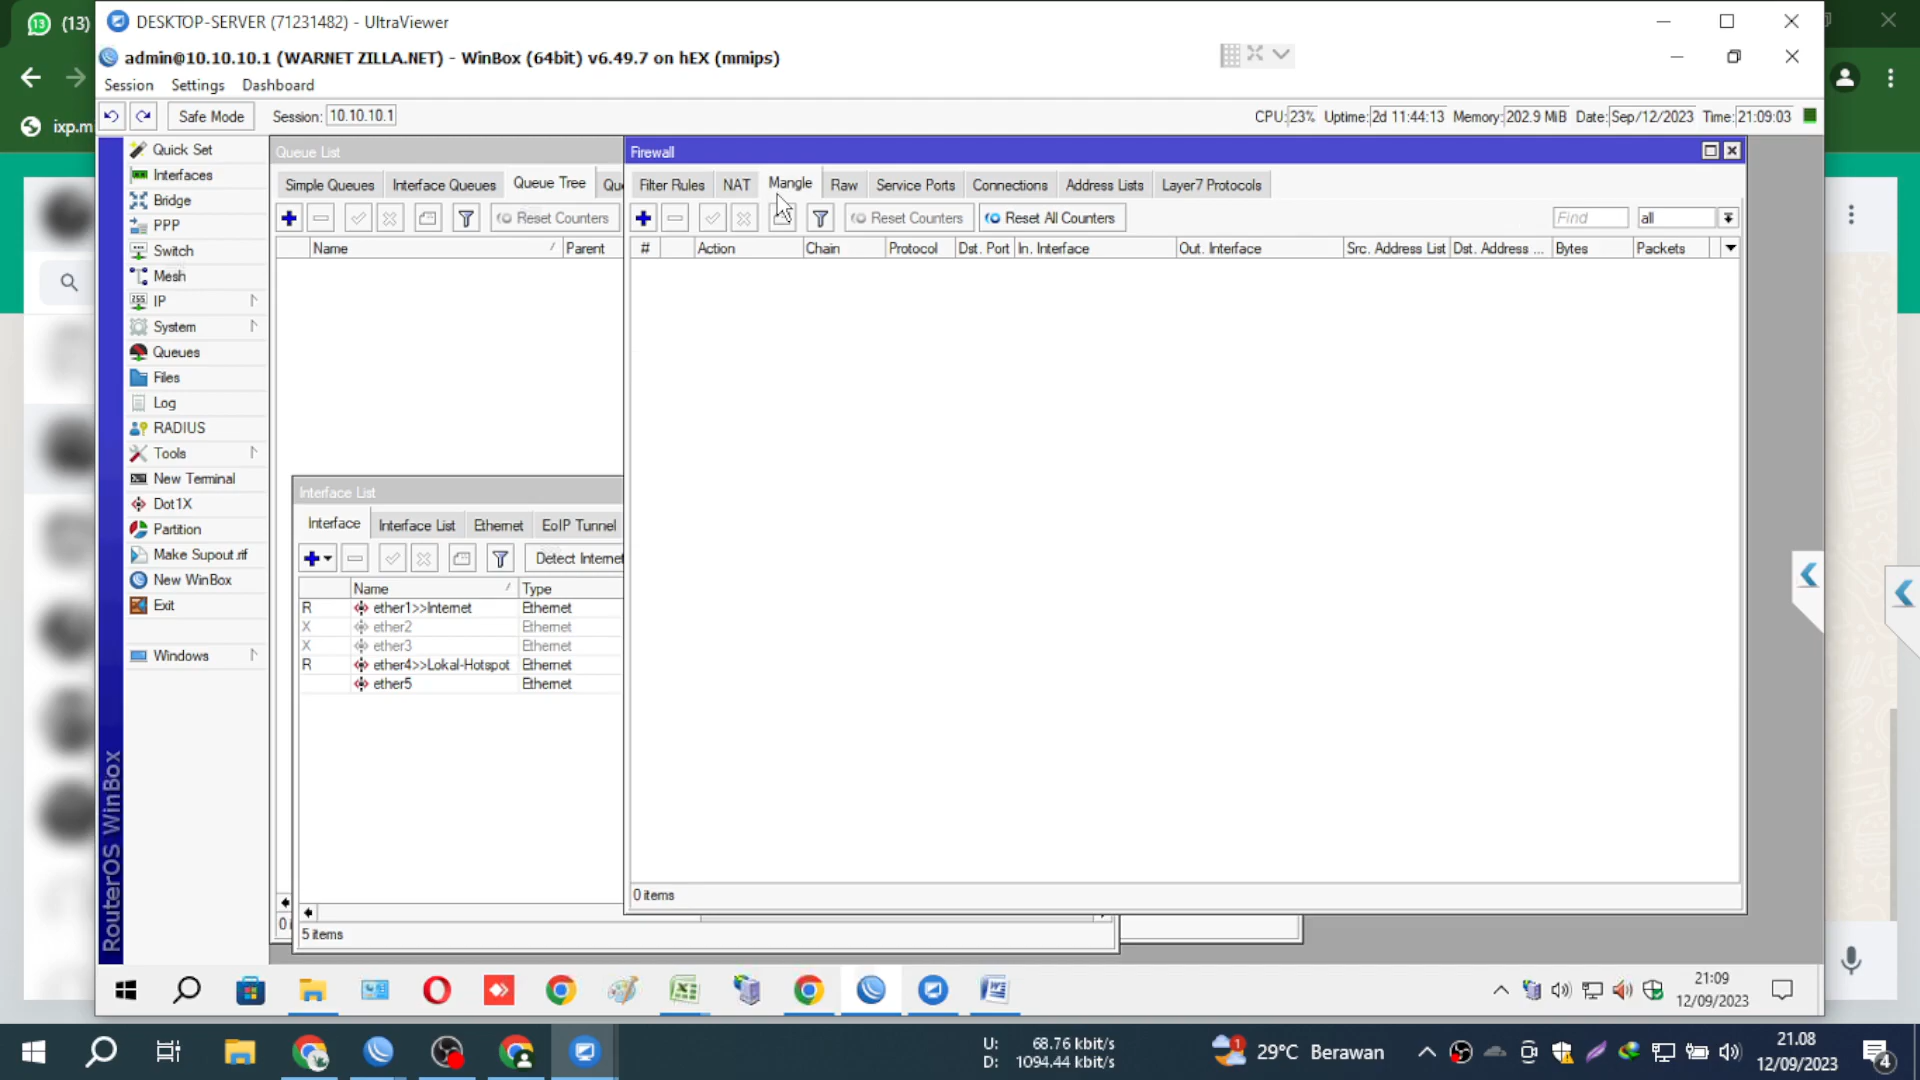 13
(13)
DESKTOP-SERVER (71231482) - UltraViewer
admin@10.10.10.1 (WARNET ZILLA.NET) - WinBox (64bit) v6.49.7 on hEX (mmips)
Session Settings Dashboard
ixp.m
Safe Mode Session: 10.10.10.1 CPU: 23% Uptime: 2d 11:44:13 Memory: 202.9 MiB Date: Sep/12/2023 Time: 21:09:03
Quick Set
Interfaces
Bridge
PPP
Switch
Mesh
IP
System
Queues
Files
Log
RADIUS
Tools
New Terminal
Dot1X
Partition
Make Supout.rif
New WinBox
Exit
Windows
RouterOS WinBox
Queue List
Simple Queues Interface Queues Queue Tree Qu
Reset Counters
Name / Parent
Interface List
Interface Interface List Ethernet EoIP Tunnel
Detect Internet
Name / Type
R ether1>>Internet Ethernet
X ether2 Ethernet
X ether3 Ethernet
R ether4>>Lokal-Hotspot Ethernet
ether5 Ethernet
5 items
Firewall
Filter Rules NAT Mangle Raw Service Ports Connections Address Lists Layer7 Protocols
Reset Counters Reset All Counters Find all
# Action Chain Protocol Dst. Port In. Interface Out. Interface Src. Address List Dst. Address ... Bytes Packets
0 items
21:09
12/09/2023
U: 68.76 kbit/s
D: 1094.44 kbit/s
1
29°C Berawan
21.08
12/09/2023
4